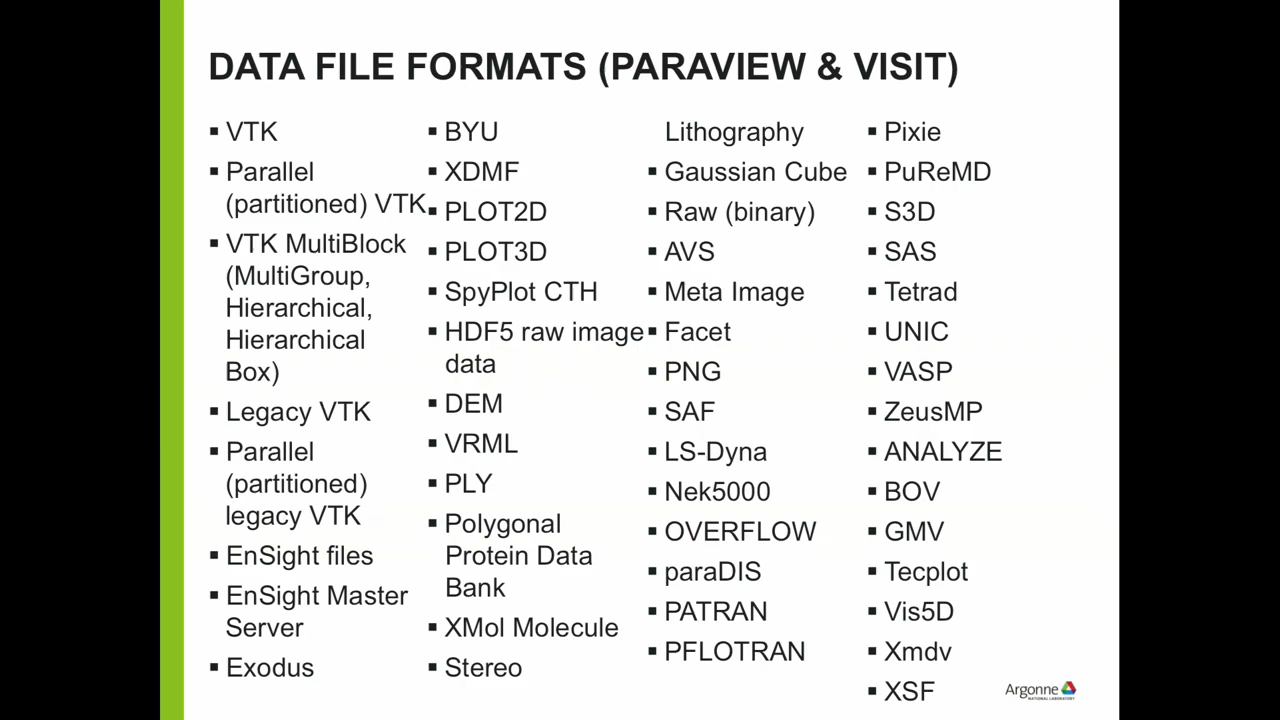 DATA FILE FORMATS (PARAVIEW & VISIT)
▪ VTK
▪ Parallel
(partitioned) VTK
▪ VTK MultiBlock
(MultiGroup,
Hierarchical,
Hierarchical
Box)
▪ Legacy VTK
▪ Parallel
(partitioned)
legacy VTK
▪ EnSight files
▪ EnSight Master
Server
▪ Exodus
▪ BYU
▪ XDMF
▪ PLOT2D
▪ PLOT3D
▪ SpyPlot CTH
▪ HDF5 raw image
data
▪ DEM
▪ VRML
▪ PLY
▪ Polygonal
Protein Data
Bank
▪ XMol Molecule
▪ Stereo
Lithography
▪ Gaussian Cube
▪ Raw (binary)
▪ AVS
▪ Meta Image
▪ Facet
▪ PNG
▪ SAF
▪ LS-Dyna
▪ Nek5000
▪ OVERFLOW
▪ paraDIS
▪ PATRAN
▪ PFLOTRAN
▪ Pixie
▪ PuReMD
▪ S3D
▪ SAS
▪ Tetrad
▪ UNIC
▪ VASP
▪ ZeusMP
▪ ANALYZE
▪ BOV
▪ GMV
▪ Tecplot
▪ Vis5D
▪ Xmdv
▪ XSF
Argonne
NATIONAL LABORATORY